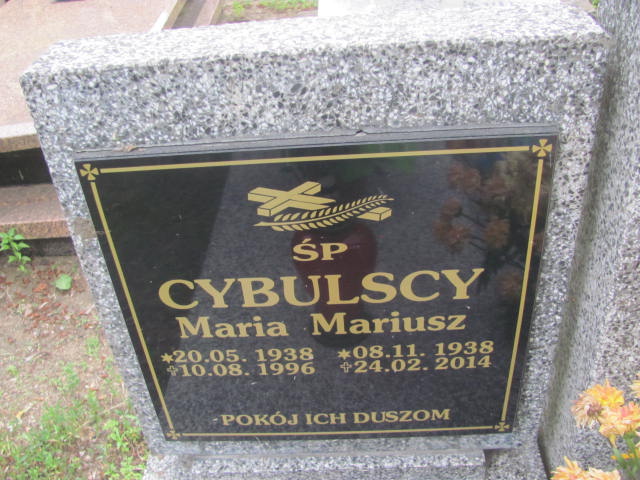 ŚP
CYBULSCY
Maria Mariusz
*20.05.1938 *08.11.1938
†10.08.1996 †24.02.2014
POKÓJ ICH DUSZOM